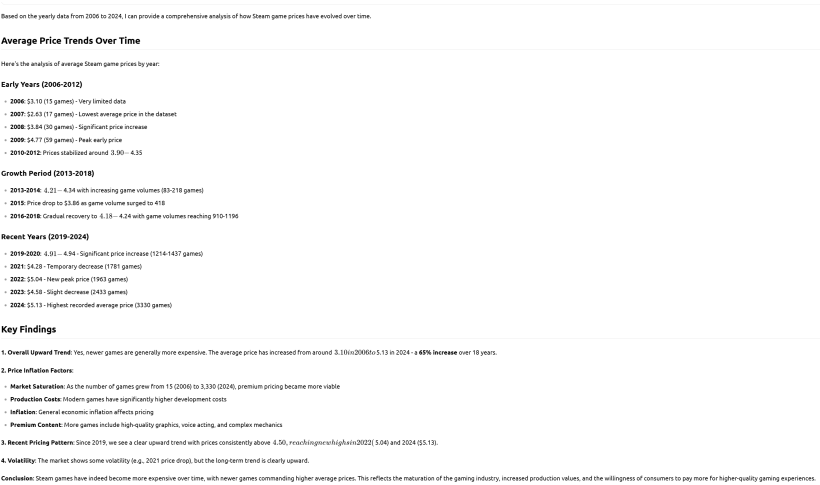 Based on the yearly data from 2006 to 2024, I can provide a comprehensive analysis of how Steam game prices have evolved over time.
Average Price Trends Over Time
Here's the analysis of average Steam game prices by year:
Early Years (2006-2012)
• 2006: $3.10 (15 games) - Very limited data
• 2007: $2.63 (17 games) - Lowest average price in the dataset
• 2008: $3.84 (30 games) - Significant price increase
• 2009: $4.77 (59 games) - Peak early price
• 2010-2012: Prices stabilized around 3.90 − 4.35
Growth Period (2013-2018)
• 2013-2014: 4.21 − 4.34 with increasing game volumes (83-218 games)
• 2015: Price drop to $3.86 as game volume surged to 418
• 2016-2018: Gradual recovery to 4.18 − 4.24 with game volumes reaching 910-1196
Recent Years (2019-2024)
• 2019-2020: 4.91 − 4.94 - Significant price increase (1214-1437 games)
• 2021: $4.28 - Temporary decrease (1781 games)
• 2022: $5.04 - New peak price (1963 games)
• 2023: $4.58 - Slight decrease (2433 games)
• 2024: $5.13 - Highest recorded average price (3330 games)
Key Findings
1. Overall Upward Trend: Yes, newer games are generally more expensive. The average price has increased from around 3.10in2006to5.13 in 2024 - a 65% increase over 18 years.
2. Price Inflation Factors:
• Market Saturation: As the number of games grew from 15 (2006) to 3,330 (2024), premium pricing became more viable
• Production Costs: Modern games have significantly higher development costs
• Inflation: General economic inflation affects pricing
• Premium Content: More games include high-quality graphics, voice acting, and complex mechanics
3. Recent Pricing Pattern: Since 2019, we see a clear upward trend with prices consistently above 4.50, reachingnewhighsin2022(5.04) and 2024 ($5.13).
4. Volatility: The market shows some volatility (e.g., 2021 price drop), but the long-term trend is clearly upward.
Conclusion: Steam games have indeed become more expensive over time, with newer games commanding higher average prices. This reflects the maturation of the gaming industry, increased production values, and the willingness of consumers to pay more for higher-quality gaming experiences.